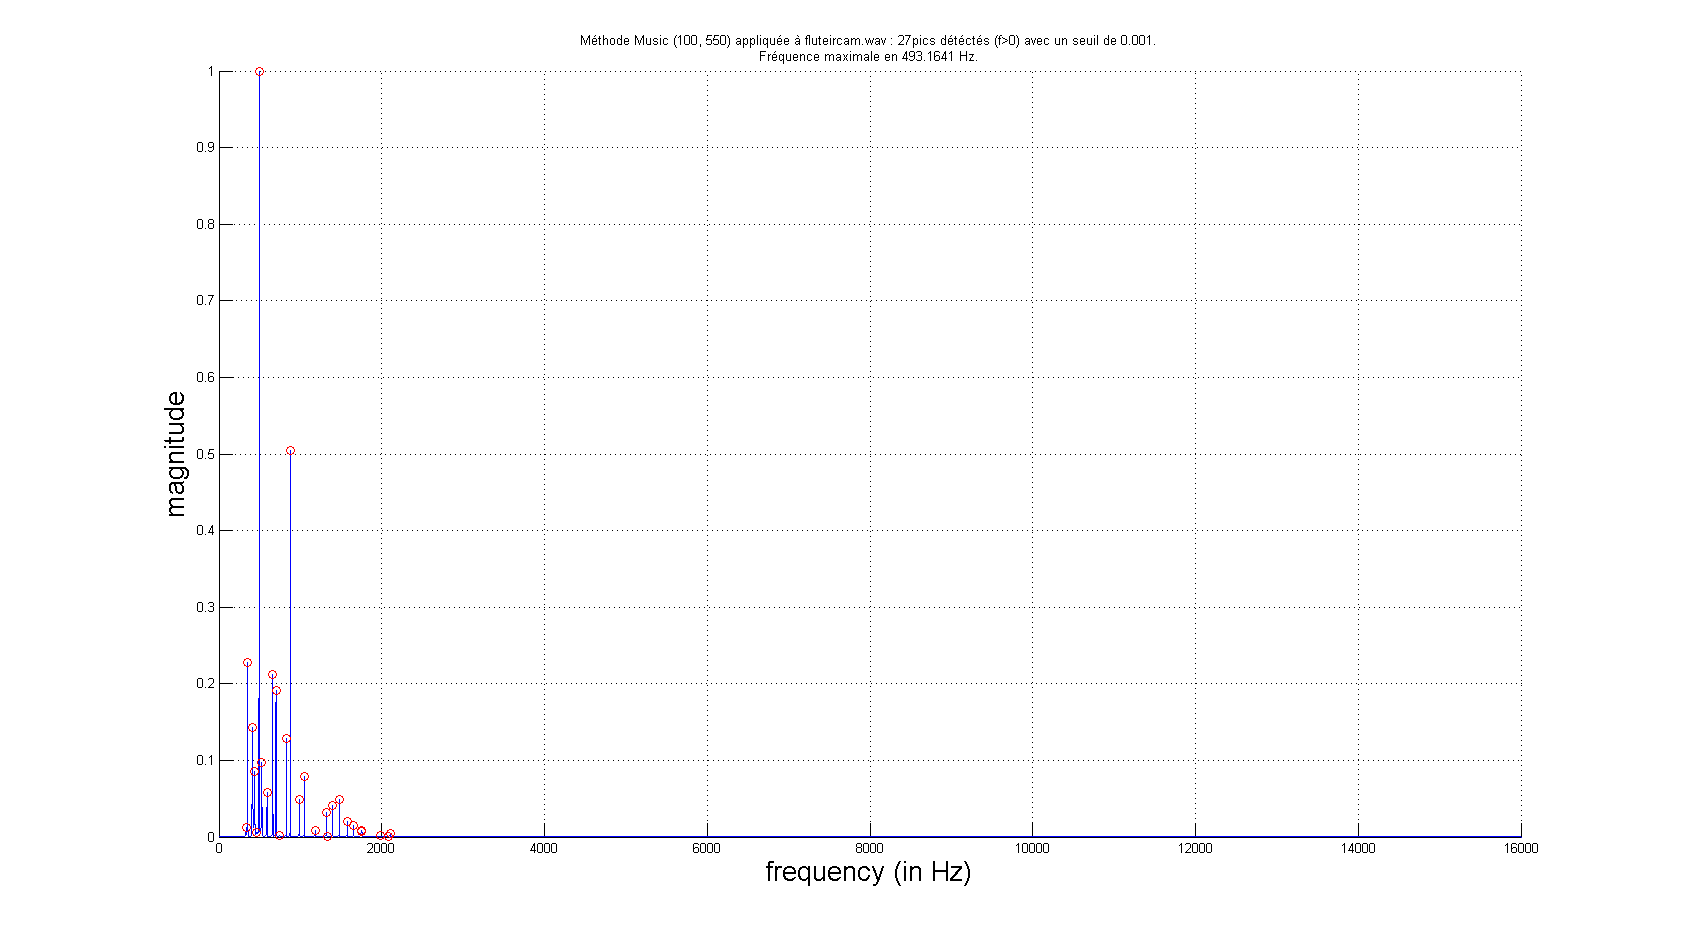 Méthode Music (100, 550) appliquée à fluteircam.wav : 27pics détéctés (f>0) avec un seuil de 0.001.
Fréquence maximale en 493.1641 Hz.
1
0.9
0.8
0.7
0.6
0.5
0.4
0.3
0.2
0.1
0
magnitude
0 2000 4000 6000 8000 10000 12000 14000 16000
frequency (in Hz)